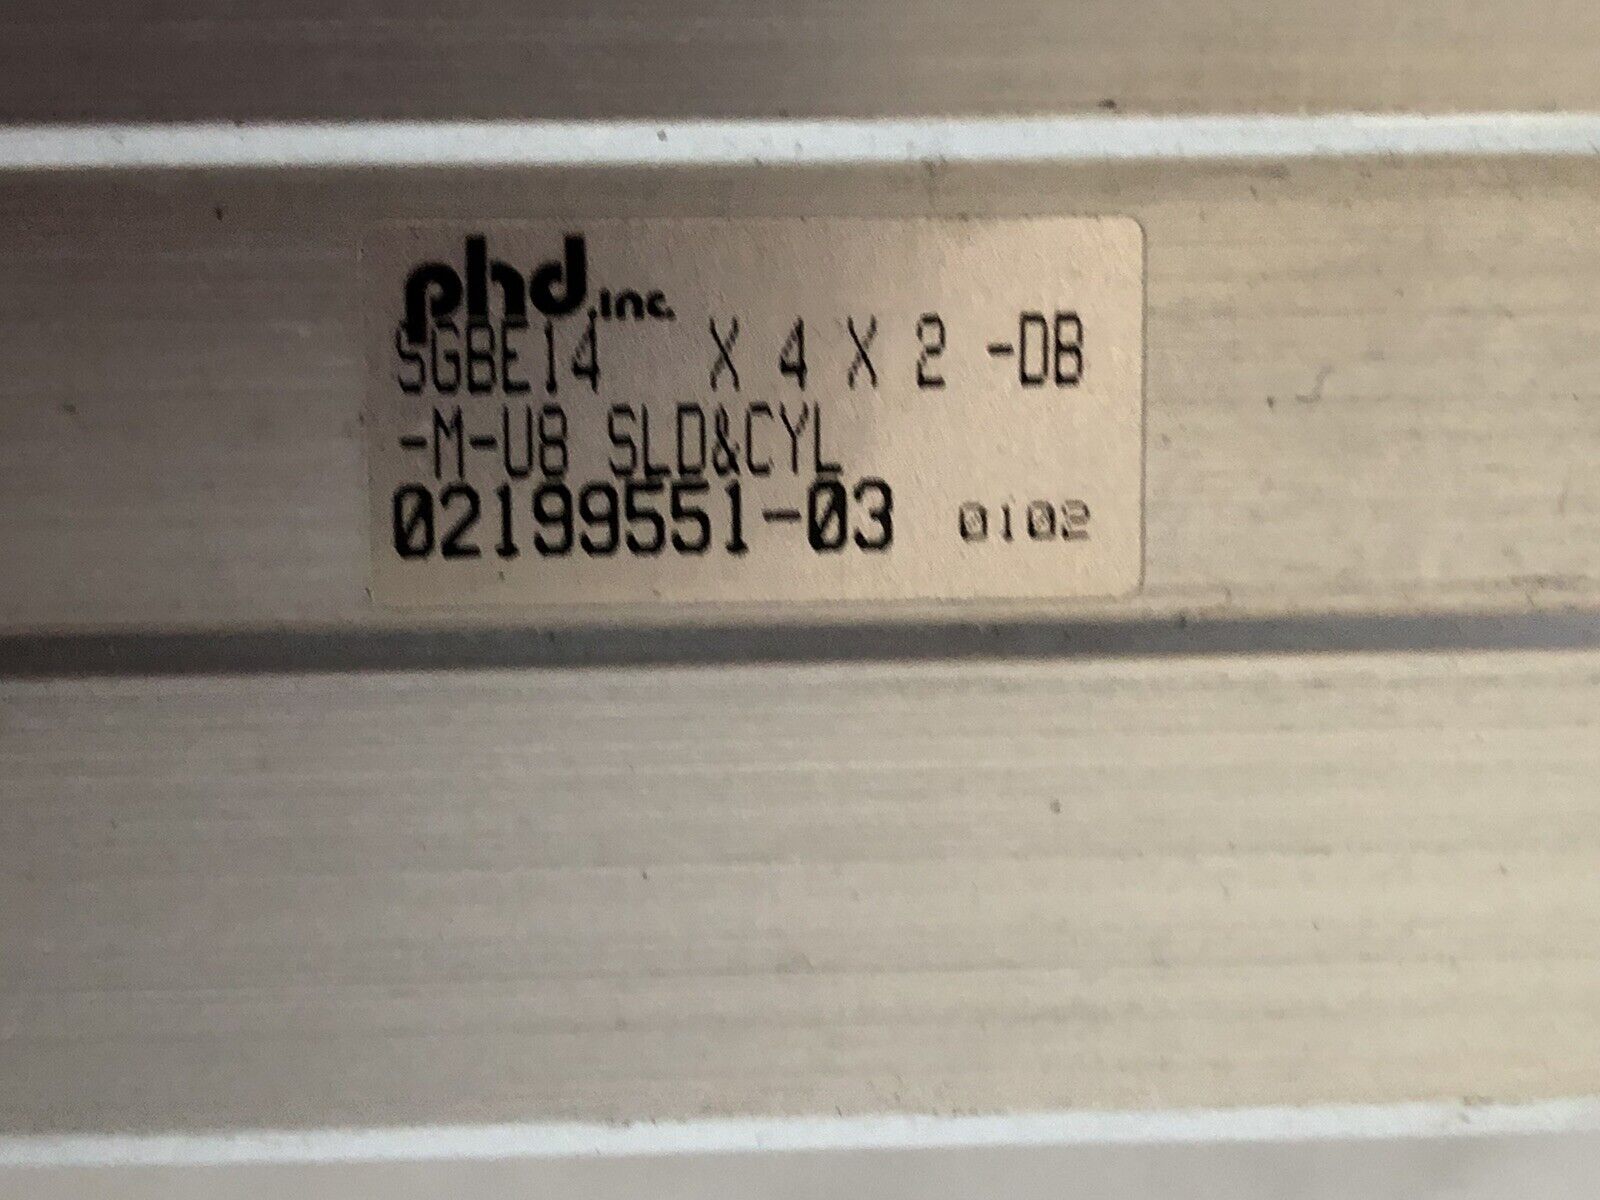 phd, inc.
SGBE14 X 4 X 2 -DB
-M-U8 SLD&CYL
02199551-03 0102